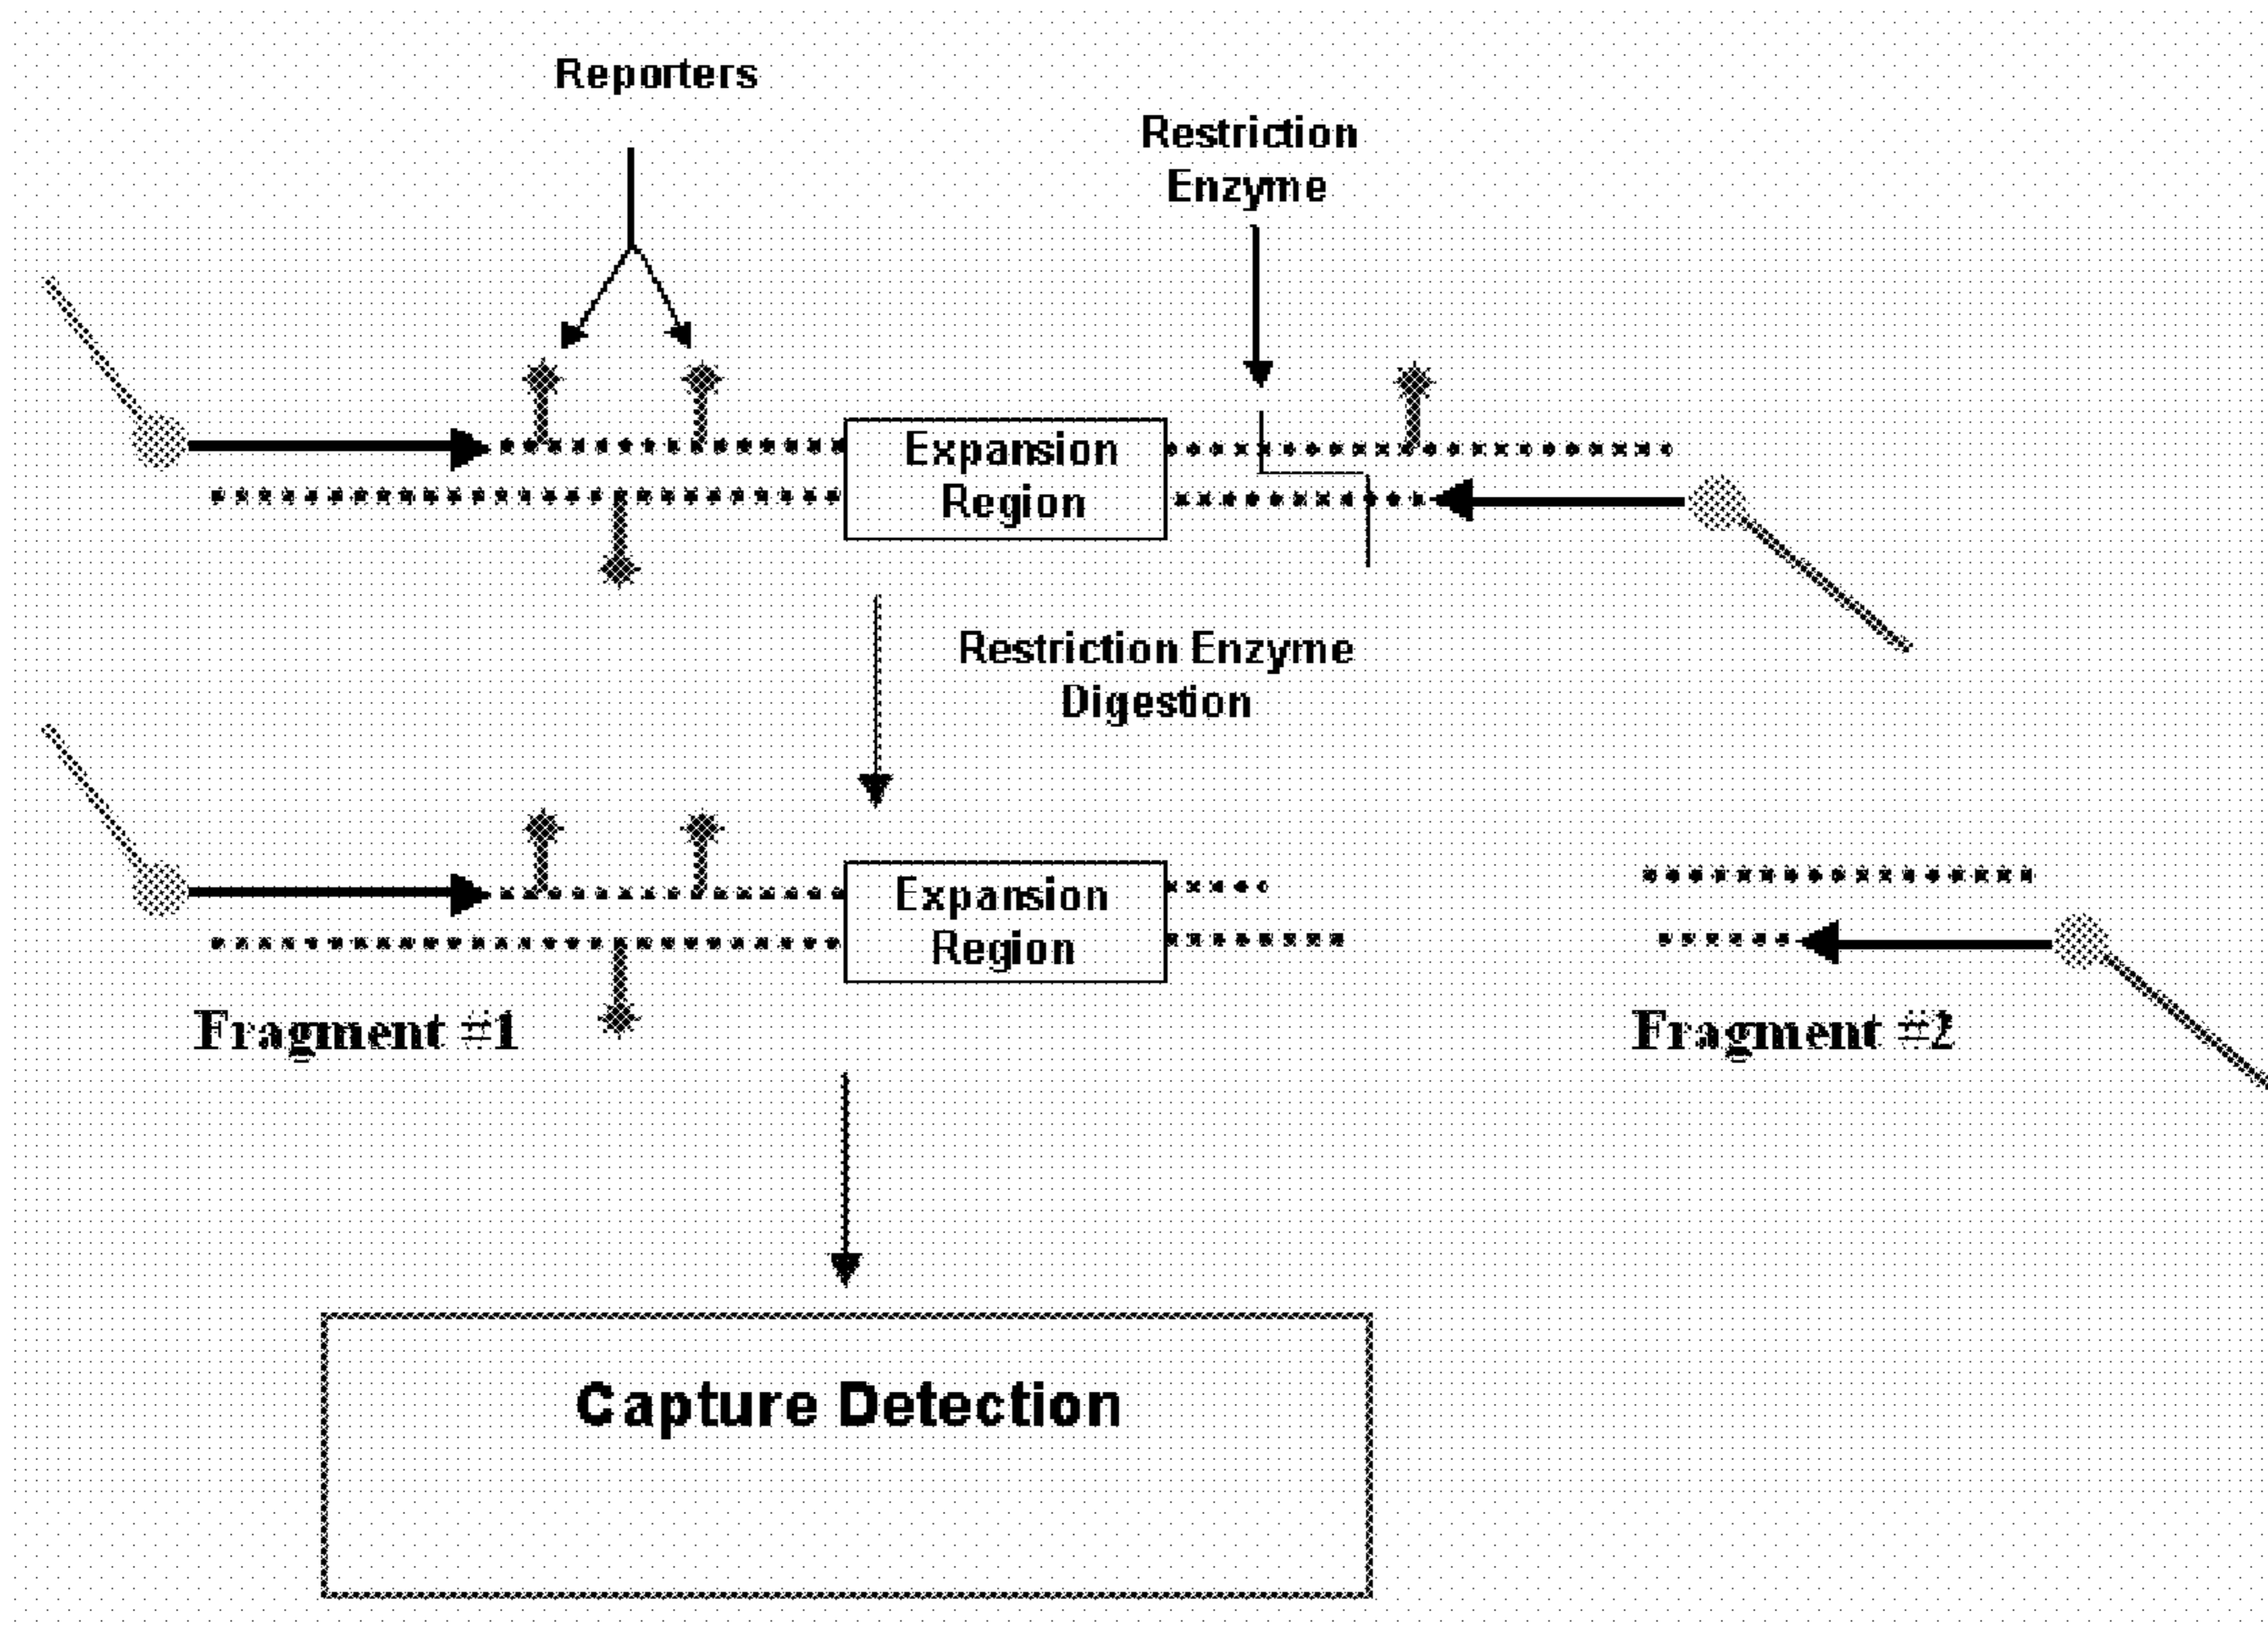 Reporters
Restriction
Enzyme
Expansion
Region
Restriction Enzyme
Digestion
Expansion
Region
Fragment #1
Fragment #2
Capture Detection